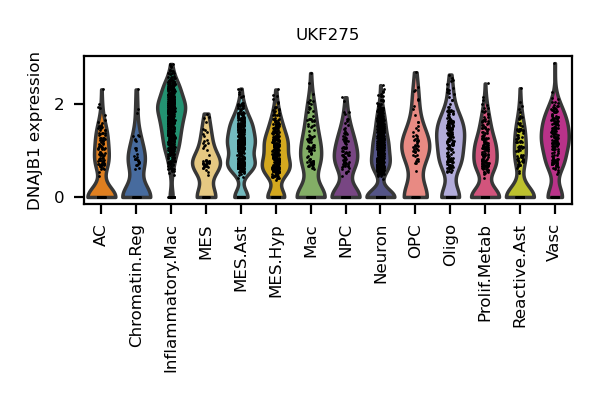 UKF275
DNAJB1 expression
2
0
AC
Chromatin.Reg
Inflammatory.Mac
MES
MES.Ast
MES.Hyp
Mac
NPC
Neuron
OPC
Oligo
Prolif.Metab
Reactive.Ast
Vasc